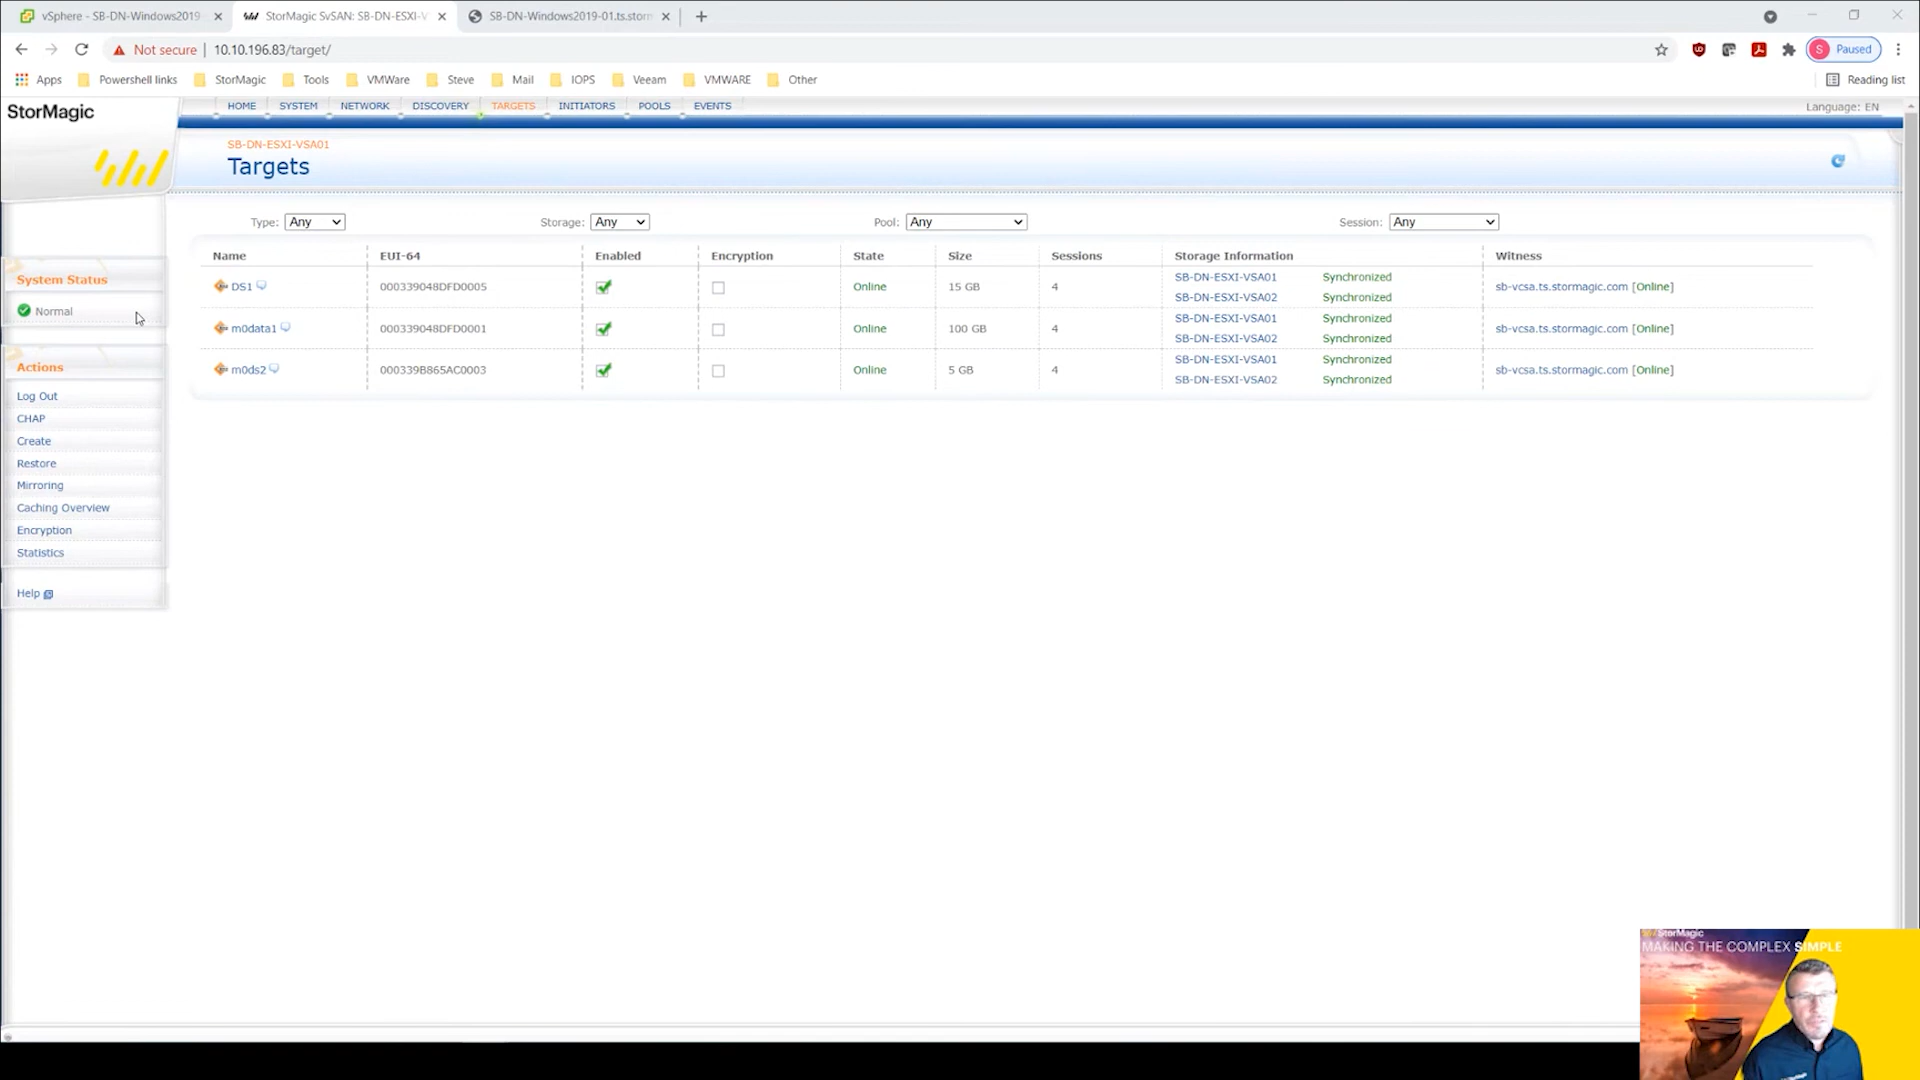 vSphere - SB-DN-Windows2019
StorMagic SvSAN: SB-DN-ESXI-V
SB-DN-Windows2019-01.ts.storm
Not secure | 10.10.196.83/target/
S Paused
Apps Powershell links StorMagic Tools VMWare Steve Mail IOPS Veeam VMWARE Other Reading list
StorMagic
HOME SYSTEM NETWORK DISCOVERY TARGETS INITIATORS POOLS EVENTS Language: EN
SB-DN-ESXI-VSA01
Targets
Type: Any Storage: Any Pool: Any Session: Any
Name EUI-64 Enabled Encryption State Size Sessions Storage Information Witness
DS1 000339048DFD0005 Online 15 GB 4 SB-DN-ESXI-VSA01 Synchronized sb-vcsa.ts.stormagic.com [Online]
SB-DN-ESXI-VSA02 Synchronized
m0data1 000339048DFD0001 Online 100 GB 4 SB-DN-ESXI-VSA01 Synchronized sb-vcsa.ts.stormagic.com [Online]
SB-DN-ESXI-VSA02 Synchronized
m0ds2 000339B865AC0003 Online 5 GB 4 SB-DN-ESXI-VSA01 Synchronized sb-vcsa.ts.stormagic.com [Online]
SB-DN-ESXI-VSA02 Synchronized
System Status
Normal
Actions
Log Out
CHAP
Create
Restore
Mirroring
Caching Overview
Encryption
Statistics
Help
StorMagic
MAKING THE COMPLEX SIMPLE